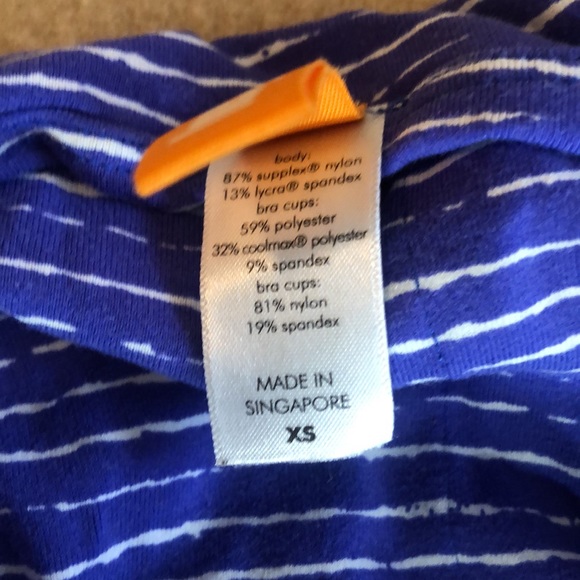 body:
87% supplex® nylon
13% lycra® spandex
bra cups:
59% polyester
32% coolmax® polyester
9% spandex
bra cups:
81% nylon
19% spandex
MADE IN
SINGAPORE
XS